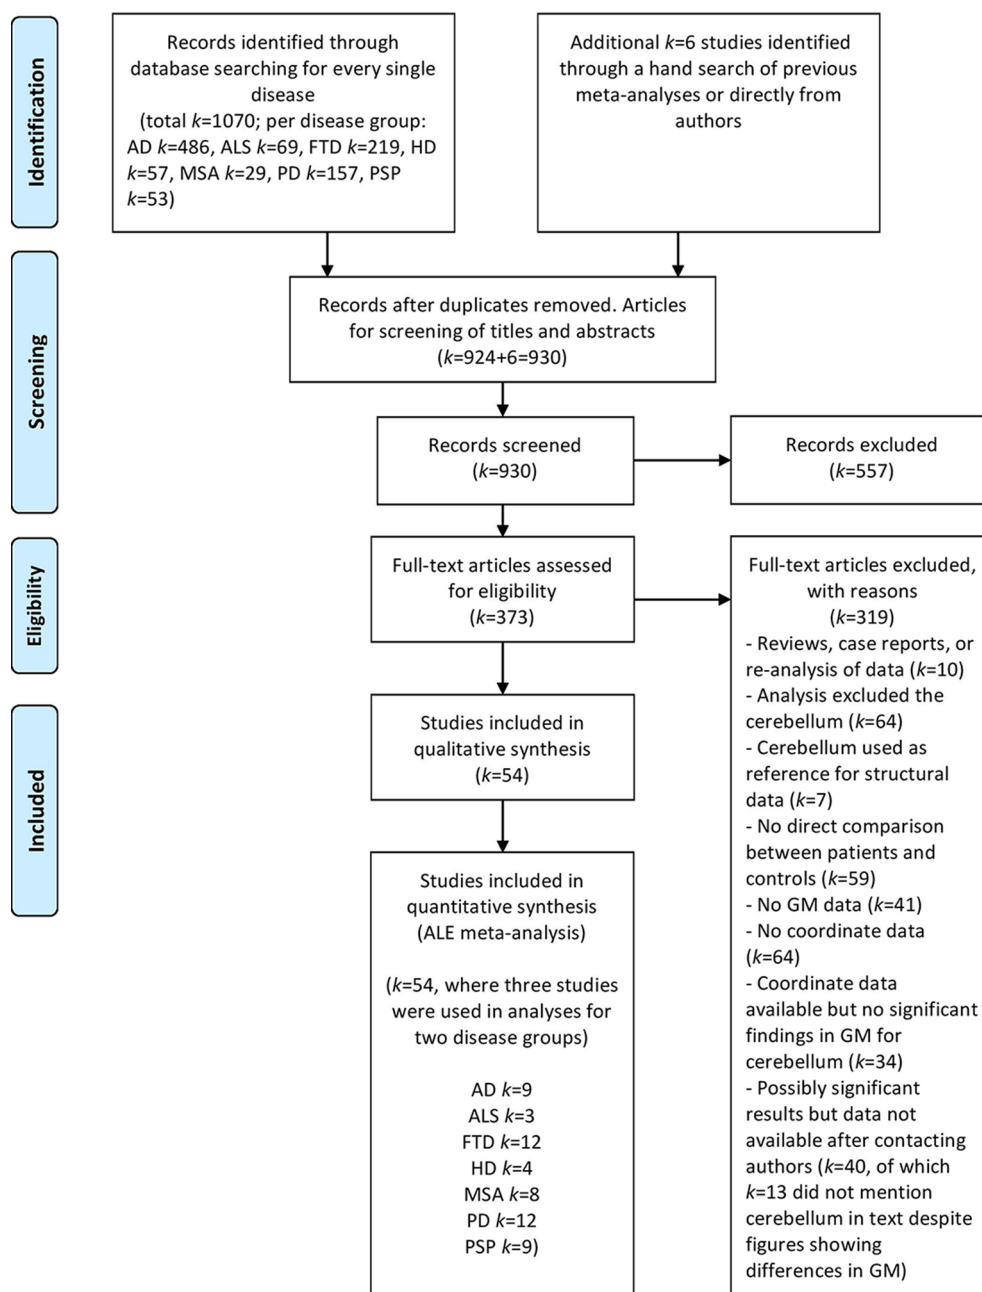 Identification
Records identified through
database searching for every single
disease
(total k=1070; per disease group:
AD k=486, ALS k=69, FTD k=219, HD
k=57, MSA k=29, PD k=157, PSP
k=53)
Additional k=6 studies identified
through a hand search of previous
meta-analyses or directly from
authors
Screening
Records after duplicates removed. Articles
for screening of titles and abstracts
(k=924+6=930)
Records screened
(k=930)
Records excluded
(k=557)
Eligibility
Full-text articles assessed
for eligibility
(k=373)
Full-text articles excluded,
with reasons
(k=319)
- Reviews, case reports, or
re-analysis of data (k=10)
- Analysis excluded the
cerebellum (k=64)
- Cerebellum used as
reference for structural
data (k=7)
- No direct comparison
between patients and
controls (k=59)
- No GM data (k=41)
- No coordinate data
(k=64)
- Coordinate data
available but no significant
findings in GM for
cerebellum (k=34)
- Possibly significant
results but data not
available after contacting
authors (k=40, of which
k=13 did not mention
cerebellum in text despite
figures showing
differences in GM)
Included
Studies included in
qualitative synthesis
(k=54)
Studies included in
quantitative synthesis
(ALE meta-analysis)
(k=54, where three studies
were used in analyses for
two disease groups)
AD k=9
ALS k=3
FTD k=12
HD k=4
MSA k=8
PD k=12
PSP k=9)